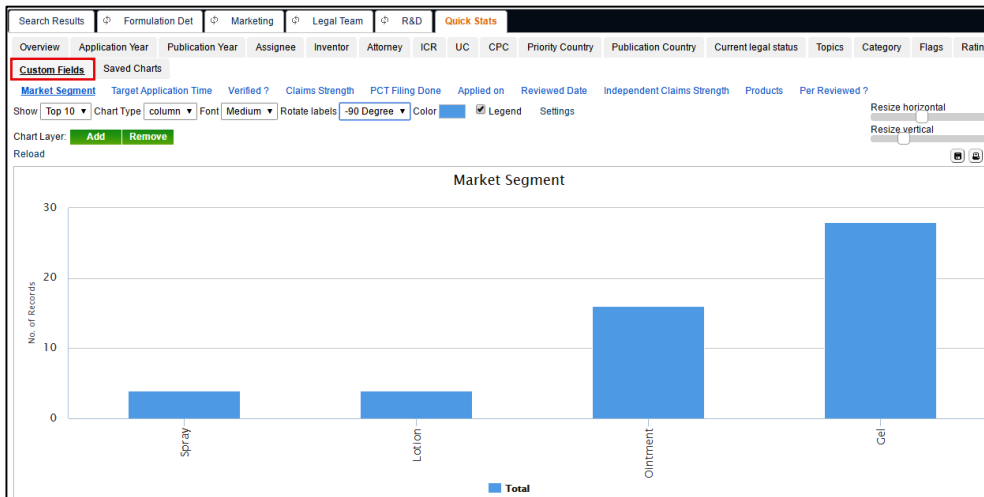 Search Results Formulation Det Marketing Legal Team R&D Quick Stats
Overview Application Year Publication Year Assignee Inventor Attorney ICR UC CPC Priority Country Publication Country Current legal status Topics Category Flags Ratin
Custom Fields Saved Charts
Market Segment Target Application Time Verified ? Claims Strength PCT Filing Done Applied on Reviewed Date Independent Claims Strength Products Per Reviewed ?
Show Top 10 Chart Type column Font Medium Rotate labels -90 Degree Color Legend Settings
Resize horizontal
Resize vertical
Chart Layer: Add Remove
Reload
Market Segment
30
20
10
0
No. of Records
Spray
Lotion
Ointment
Gel
Total